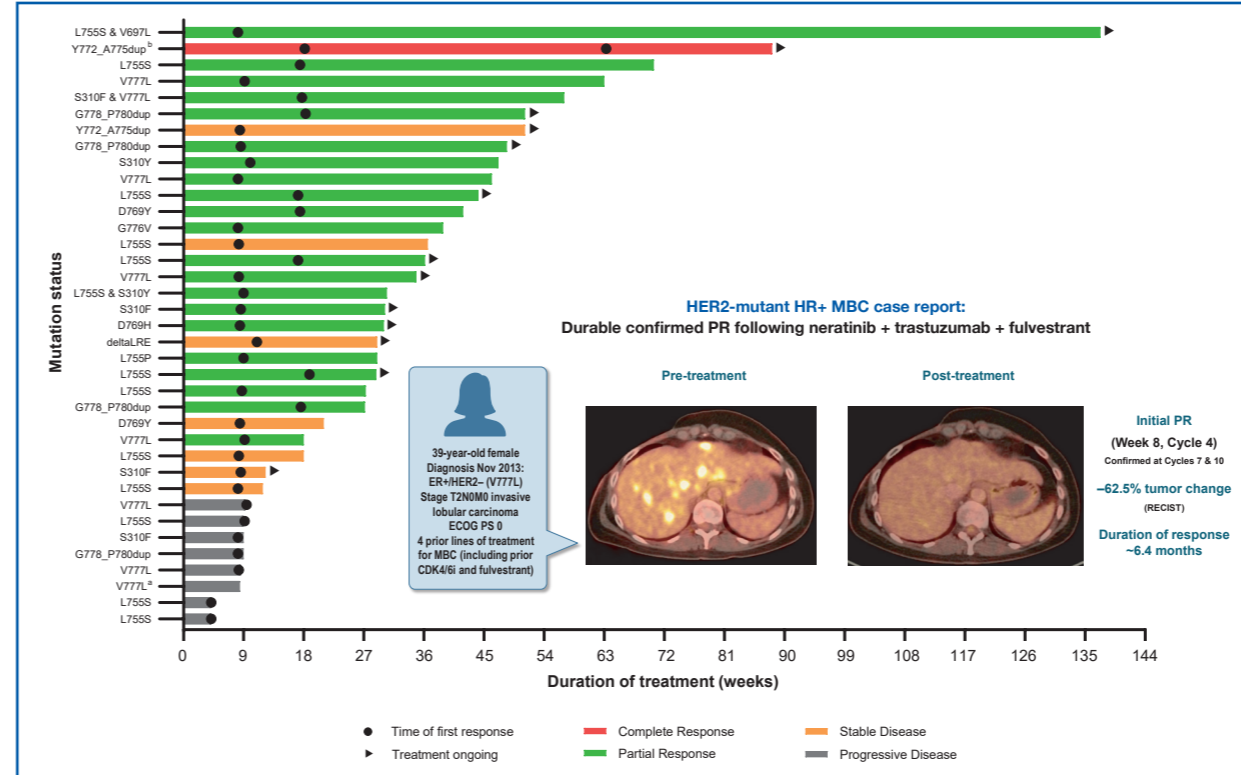 Mutation status
L755S & V697L
Y772_A775dup b
L755S
V777L
S310F & V777L
G778_P780dup
Y772_A775dup
G778_P780dup
S310Y
V777L
L755S
D769Y
G776V
L755S
L755S
V777L
L755S & S310Y
S310F
D769H
deltaLRE
L755P
L755S
L755S
G778_P780dup
D769Y
V777L
L755S
S310F
L755S
V777L
L755S
S310F
G778_P780dup
V777L
V777L a
L755S
L755S
0 9 18 27 36 45 54 63 72 81 90 99 108 117 126 135 144
Duration of treatment (weeks)
HER2-mutant HR+ MBC case report:
Durable confirmed PR following neratinib + trastuzumab + fulvestrant
39-year-old female
Diagnosis Nov 2013:
ER+/HER2– (V777L)
Stage T2N0M0 invasive
lobular carcinoma
ECOG PS 0
4 prior lines of treatment
for MBC (including prior
CDK4/6i and fulvestrant)
Pre-treatment
Post-treatment
Initial PR
(Week 8, Cycle 4)
Confirmed at Cycles 7 & 10
–62.5% tumor change
(RECIST)
Duration of response
~6.4 months
Time of first response
Treatment ongoing
Complete Response
Partial Response
Stable Disease
Progressive Disease